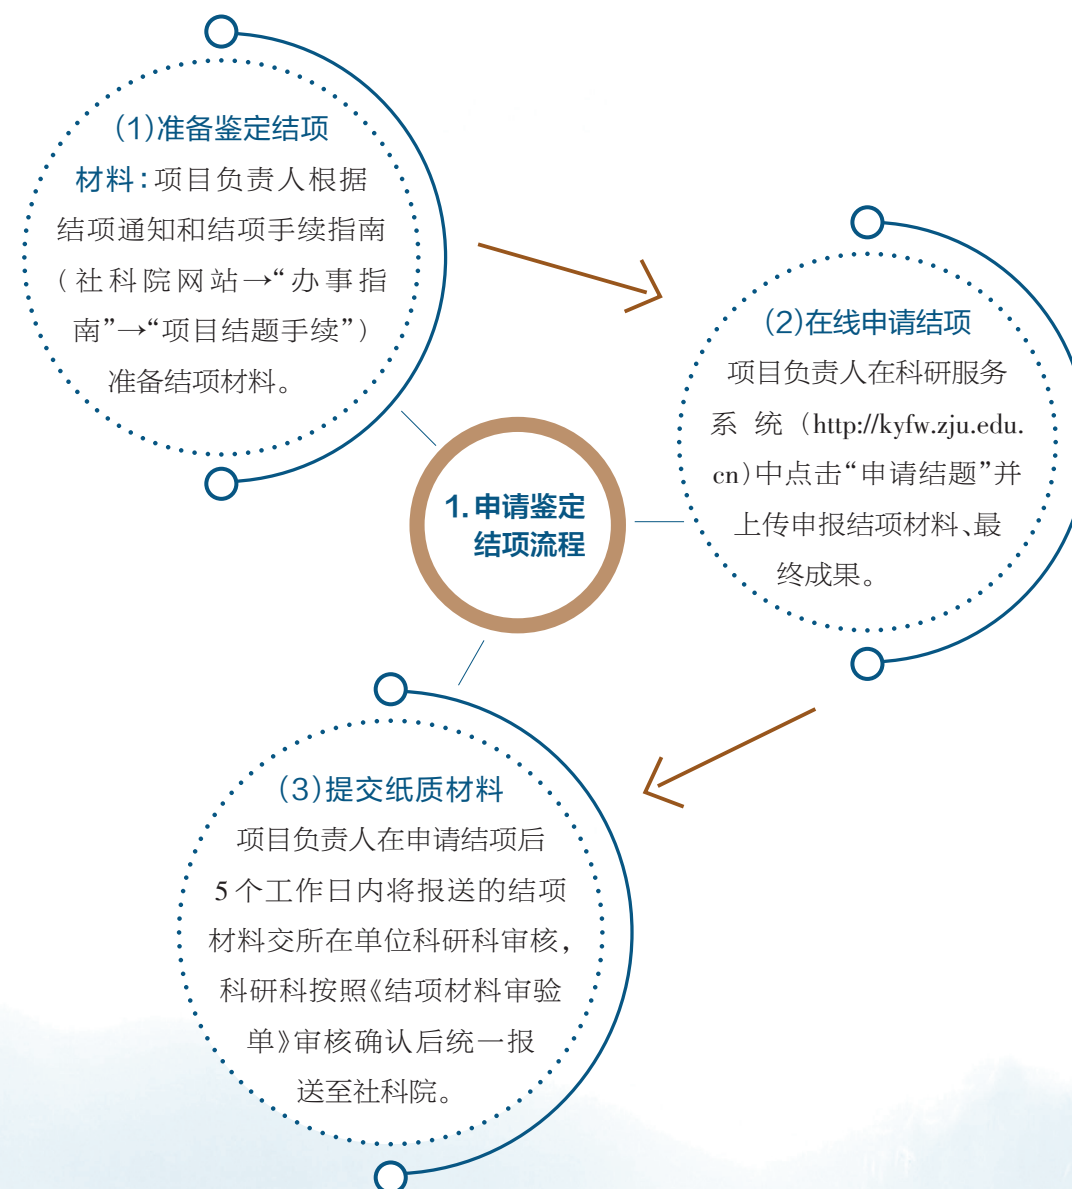 (1)准备鉴定结项
材料:项目负责人根据
结项通知和结项手续指南
(社科院网站→“办事指
南”→“项目结题手续”)
准备结项材料。
(2)在线申请结项
项目负责人在科研服务
系统(http://kyfw.zju.edu.
cn)中点击“申请结题”并
上传申报结项材料、最
终成果。
1.申请鉴定
结项流程
(3)提交纸质材料
项目负责人在申请结项后
5个工作日内将报送的结项
材料交所在单位科研科审核,
科研科按照《结项材料审验
单》审核确认后统一报
送至社科院。